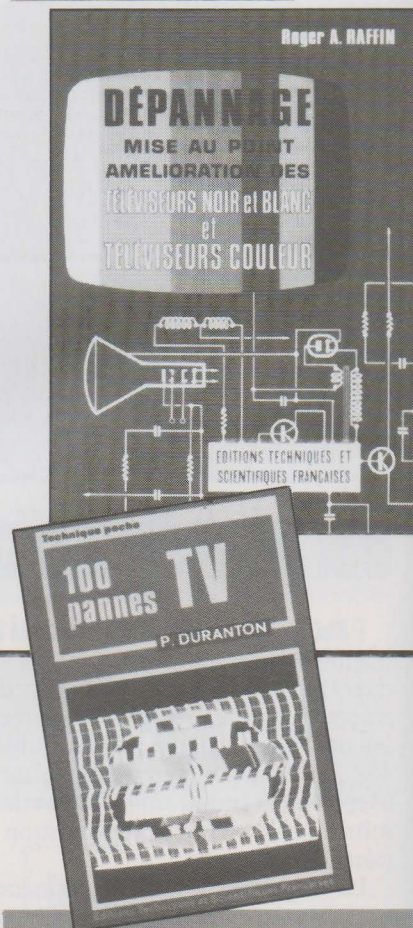 Roger A. RAFFIN
DÉPANNAGE
MISE AU POINT
AMELIORATION DES
TÉLÉVISEURS NOIR et BLANC
et
TÉLÉVISEURS COULEUR
EDITIONS TECHNIQUES ET
SCIENTIFIQUES FRANÇAISES
Technique poche
100
pannes TV
P. DURANTON